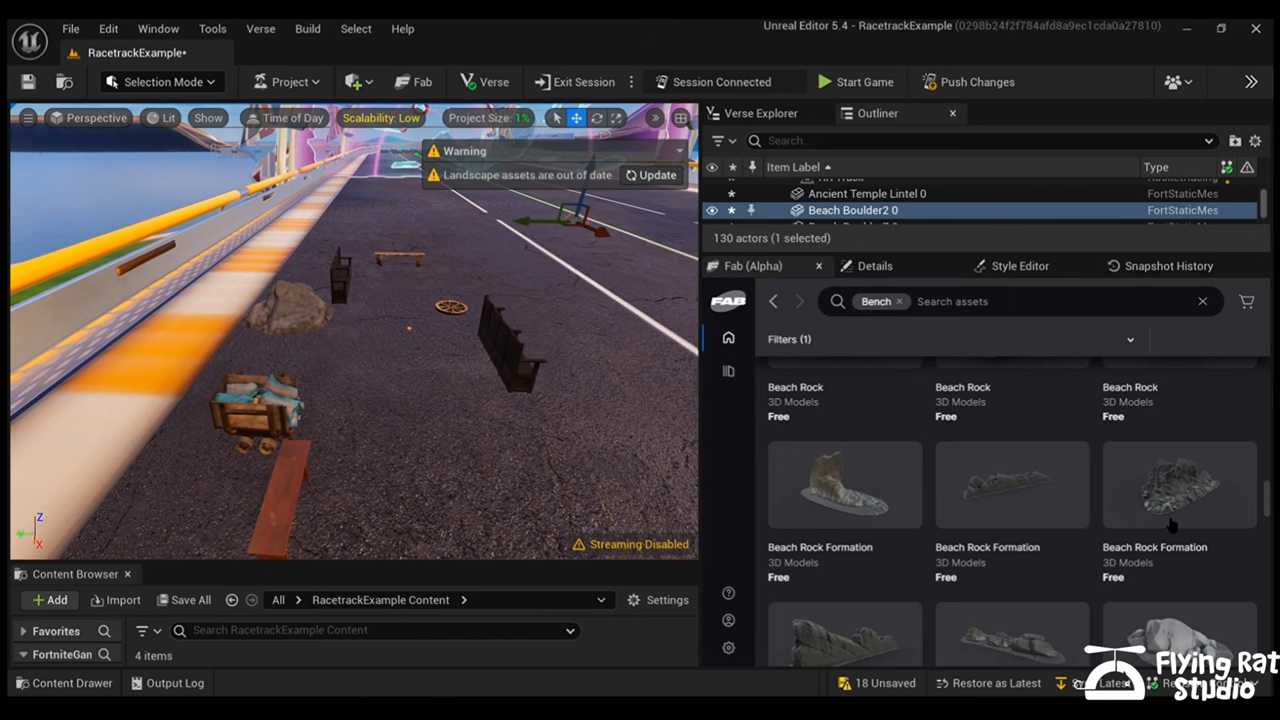 File Edit Window Tools Verse Build Select Help
Unreal Editor 5.4 - RacetrackExample (0298b24f2f784afd8a9ec1cda0a27810)
RacetrackExample*
Selection Mode Project Fab Verse Exit Session Session Connected Start Game Push Changes
Perspective Lit Show Time of Day Scalability: Low Project Size: 1%
Warning
Landscape assets are out of date Update
Streaming Disabled
Z
X
Verse Explorer Outliner
Search...
Item Label Type
Ancient Temple Lintel 0 FortStaticMes
Beach Boulder2 0 FortStaticMes
130 actors (1 selected)
Fab (Alpha) Details Style Editor Snapshot History
FAB Bench Search assets
Filters (1)
Beach Rock Beach Rock Beach Rock
3D Models 3D Models 3D Models
Free Free Free
Beach Rock Formation Beach Rock Formation Beach Rock Formation
3D Models 3D Models 3D Models
Free Free Free
Content Browser
Add Import Save All All RacetrackExample Content Settings
Favorites Search RacetrackExample Content
FortniteGan 4 items
Content Drawer Output Log 18 Unsaved Restore as Latest
Flying Rat
Studio